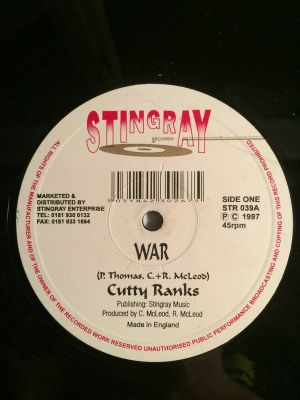 STINGRAY
RECORDS
MARKETED &
DISTRIBUTED BY
STINGRAY ENTERPRISE
TEL: 0181 930 0132
FAX: 0181 933 1694
SIDE ONE
STR 039A
Ⓟ Ⓒ 1997
45rpm
WAR
(P. Thomas, C.+R. McLeod)
Cutty Ranks
Publishing: Stingray Music
Produced by C. McLeod, R. McLeod
Made in England
ALL RIGHTS OF THE MANUFACTURER AND OF THE OWNER OF THE RECORDED WORK RESERVED UNAUTHORISED PUBLIC PERFORMANCE BROADCASTING AND COPYING OF THIS RECORD PROHIBITED